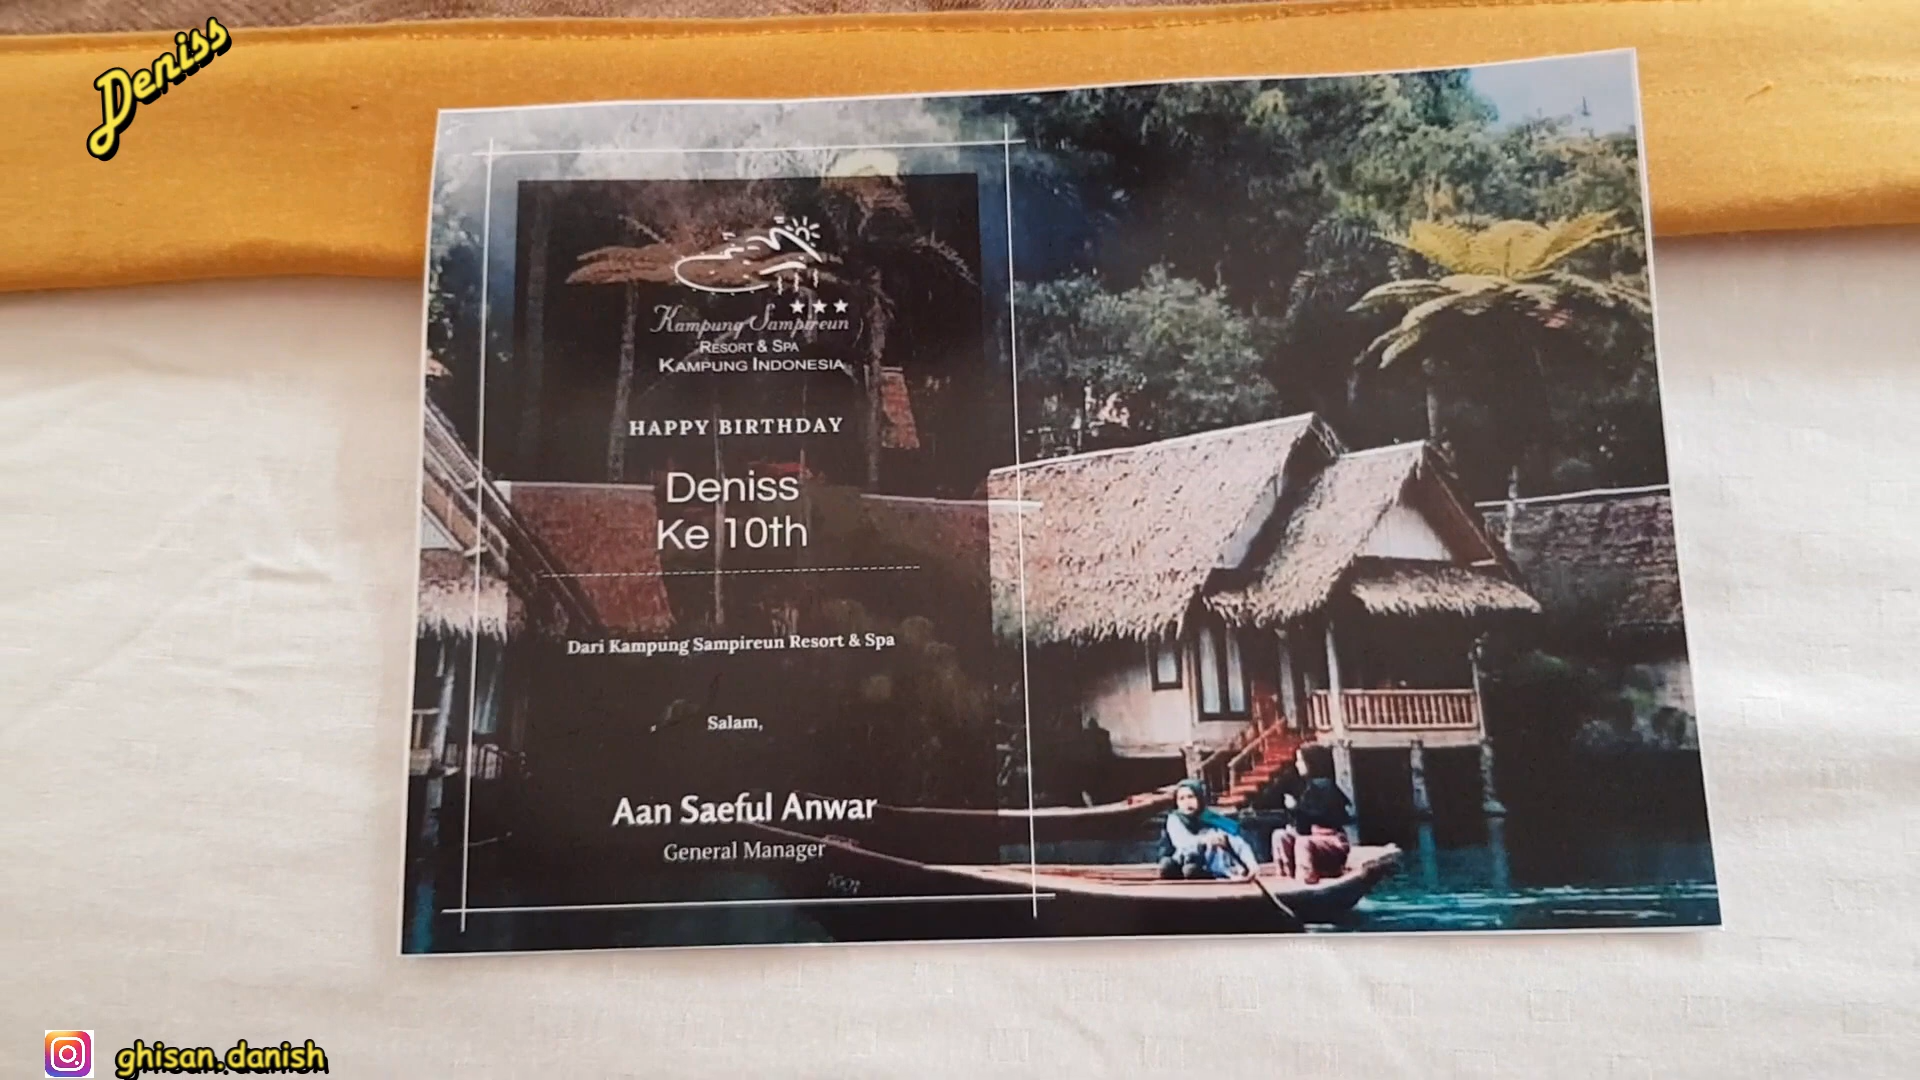 Deniss
Kampung Sampireun
RESORT & SPA
KAMPUNG INDONESIA
HAPPY BIRTHDAY
Deniss
Ke 10th
Dari Kampung Sampireun Resort & Spa
Salam,
Aan Saeful Anwar
General Manager
ghisan.danish